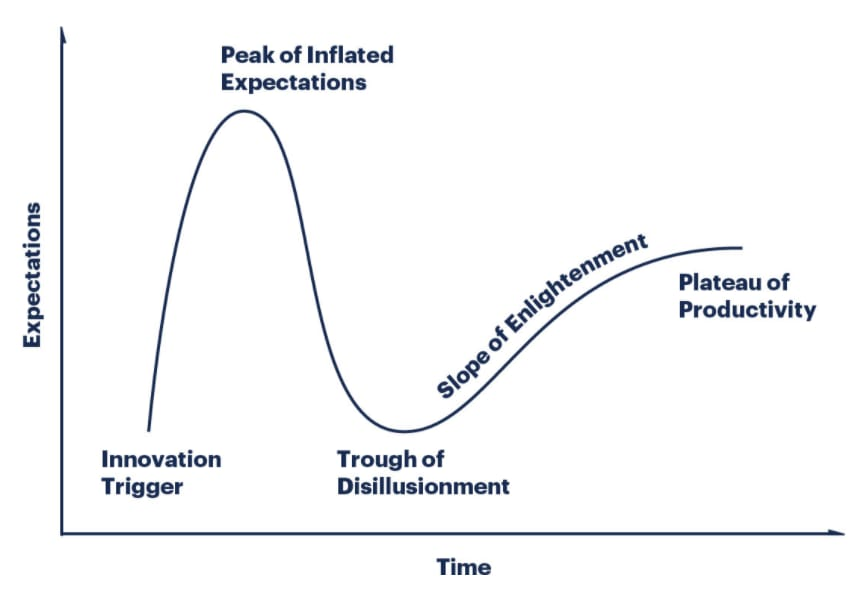 Peak of Inflated
Expectations
Expectations
Slope of Enlightenment
Plateau of
Productivity
Innovation
Trigger
Trough of
Disillusionment
Time